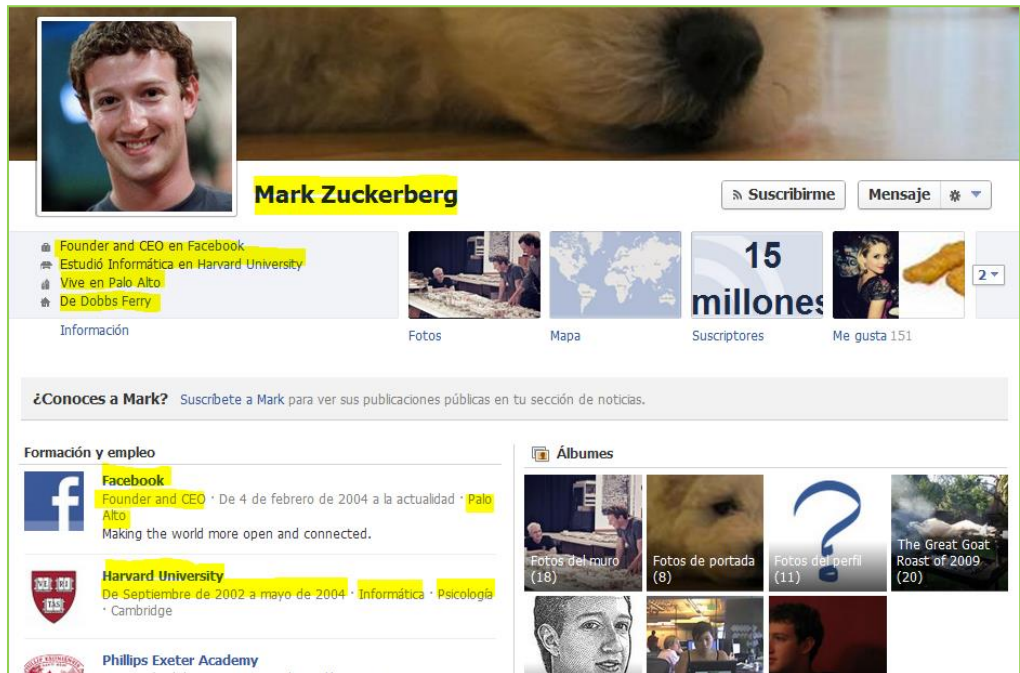 Mark Zuckerberg
Suscribirme
Mensaje
Founder and CEO en Facebook
Estudió Informática en Harvard University
Vive en Palo Alto
De Dobbs Ferry
Información
Fotos
Mapa
15
millones
Suscriptores
Me gusta 151
2
¿Conoces a Mark? Suscríbete a Mark para ver sus publicaciones públicas en tu sección de noticias.
Formación y empleo
f
Facebook
Founder and CEO · De 4 de febrero de 2004 a la actualidad · Palo
Alto
Making the world more open and connected.
VE RI
TAS
Harvard University
De Septiembre de 2002 a mayo de 2004 · Informática · Psicología
· Cambridge
Phillips Exeter Academy
Álbumes
Fotos del muro
(18)
Fotos de portada
(8)
?
Fotos del perfil
(11)
The Great Goat
Roast of 2009
(20)